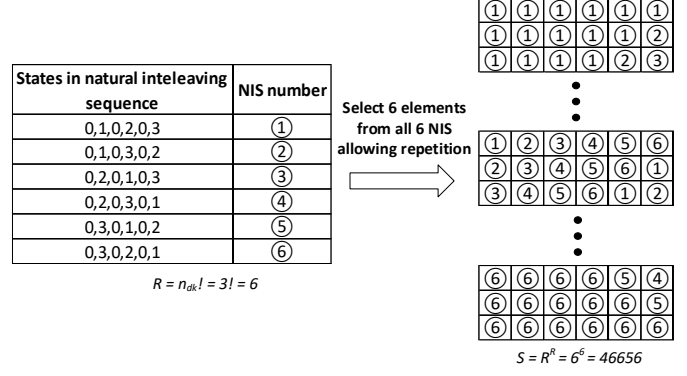 States in natural inteleaving
sequence
NIS number
0,1,0,2,0,3 ①
0,1,0,3,0,2 ②
0,2,0,1,0,3 ③
0,2,0,3,0,1 ④
0,3,0,1,0,2 ⑤
0,3,0,2,0,1 ⑥
R = n_dk! = 3! = 6
Select 6 elements
from all 6 NIS
allowing repetition
① ① ① ① ① ①
① ① ① ① ① ②
① ① ① ① ② ③
① ② ③ ④ ⑤ ⑥
② ③ ④ ⑤ ⑥ ①
③ ④ ⑤ ⑥ ① ②
⑥ ⑥ ⑥ ⑥ ⑤ ④
⑥ ⑥ ⑥ ⑥ ⑥ ⑤
⑥ ⑥ ⑥ ⑥ ⑥ ⑥
S = R^R = 6^6 = 46656